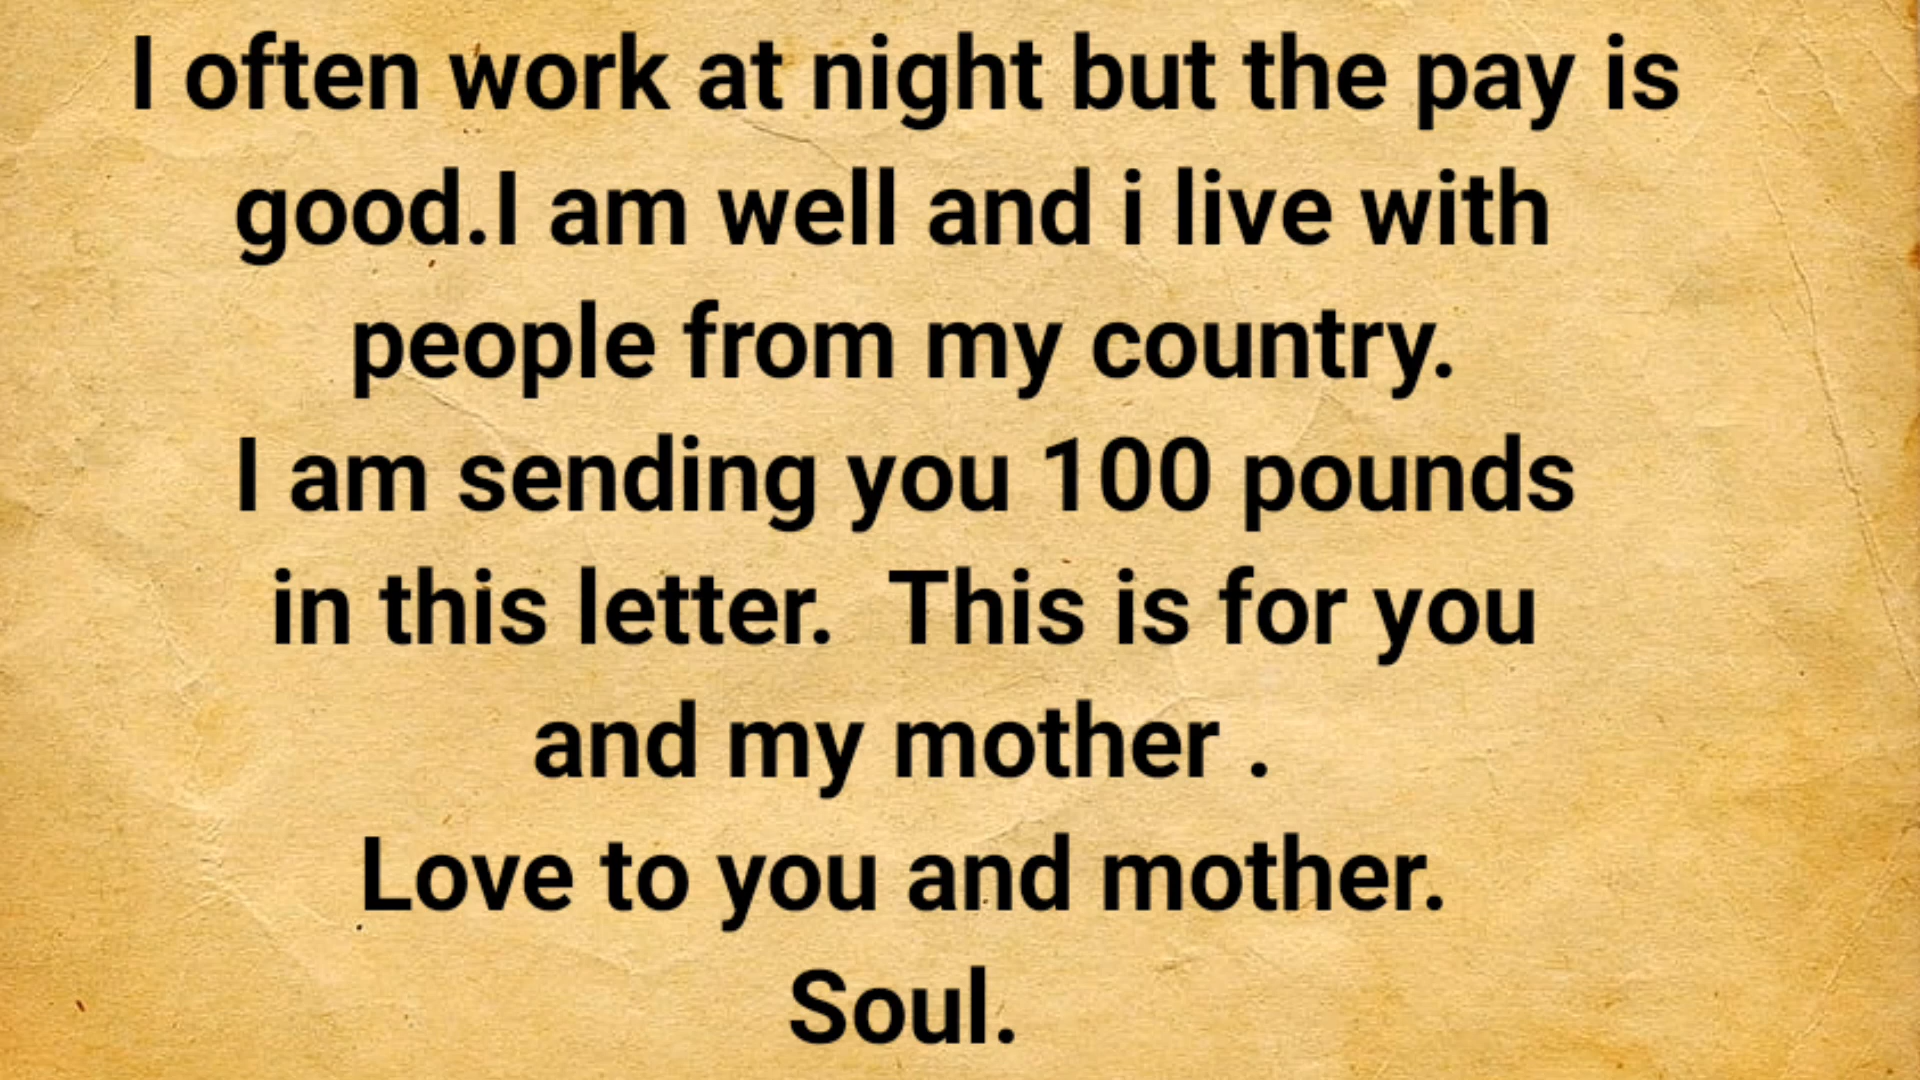 I often work at night but the pay is
good.I am well and i live with
people from my country.
I am sending you 100 pounds
in this letter.  This is for you
and my mother .
Love to you and mother.
Soul.